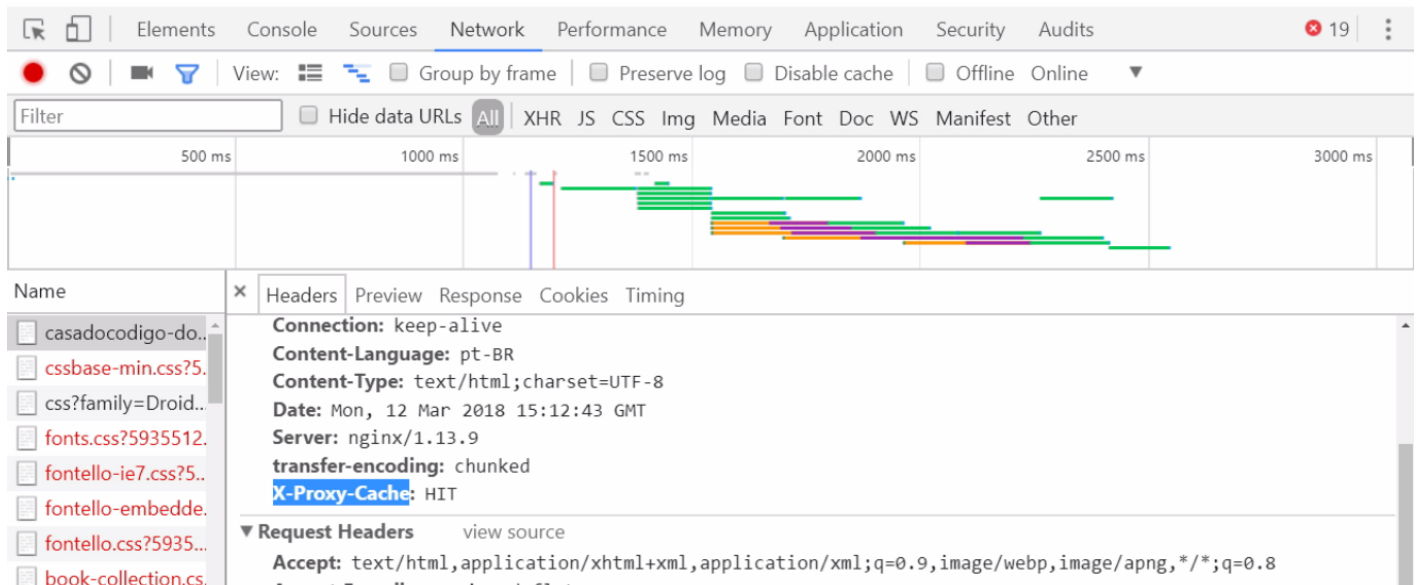 Elements Console Sources Network Performance Memory Application Security Audits 19
View: Group by frame Preserve log Disable cache Offline Online
Filter Hide data URLs All XHR JS CSS Img Media Font Doc WS Manifest Other
500 ms 1000 ms 1500 ms 2000 ms 2500 ms 3000 ms
Name × Headers Preview Response Cookies Timing
casadocodigo-do..
cssbase-min.css?5.
css?family=Droid..
fonts.css?5935512.
fontello-ie7.css?5..
fontello-embedde.
fontello.css?5935...
book-collection.cs.
Connection: keep-alive
Content-Language: pt-BR
Content-Type: text/html;charset=UTF-8
Date: Mon, 12 Mar 2018 15:12:43 GMT
Server: nginx/1.13.9
transfer-encoding: chunked
X-Proxy-Cache: HIT
▼Request Headers view source
Accept: text/html,application/xhtml+xml,application/xml;q=0.9,image/webp,image/apng,*/*;q=0.8